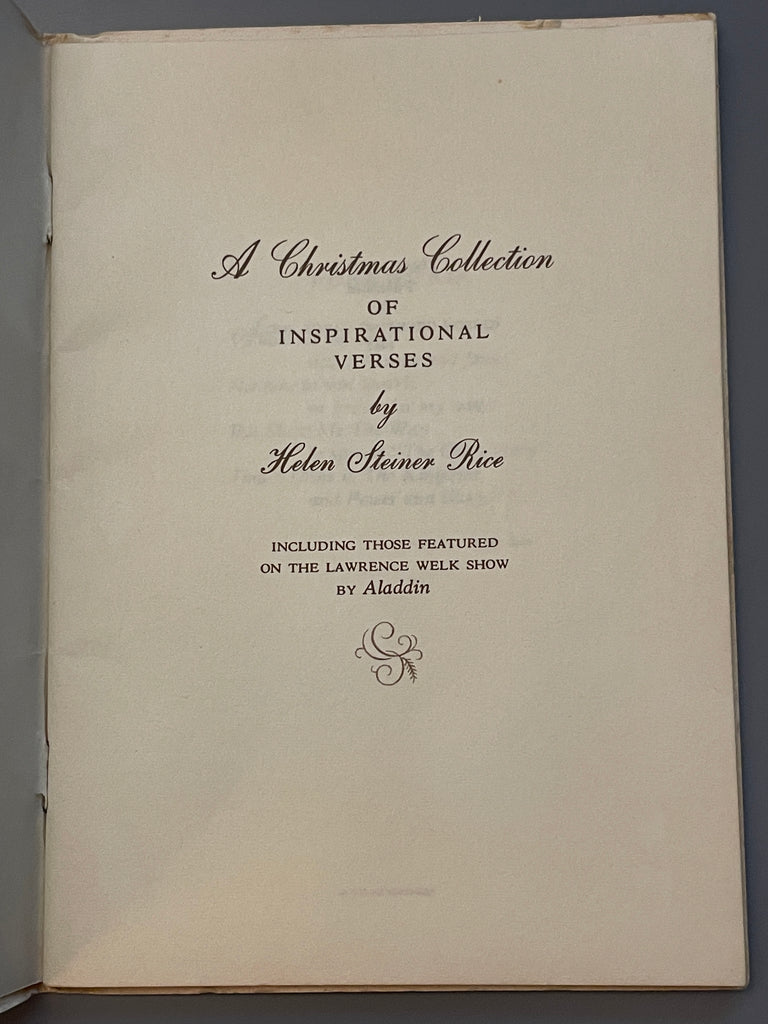 A Christmas Collection
OF
INSPIRATIONAL
VERSES
by
Helen Steiner Rice
INCLUDING THOSE FEATURED
ON THE LAWRENCE WELK SHOW
BY Aladdin